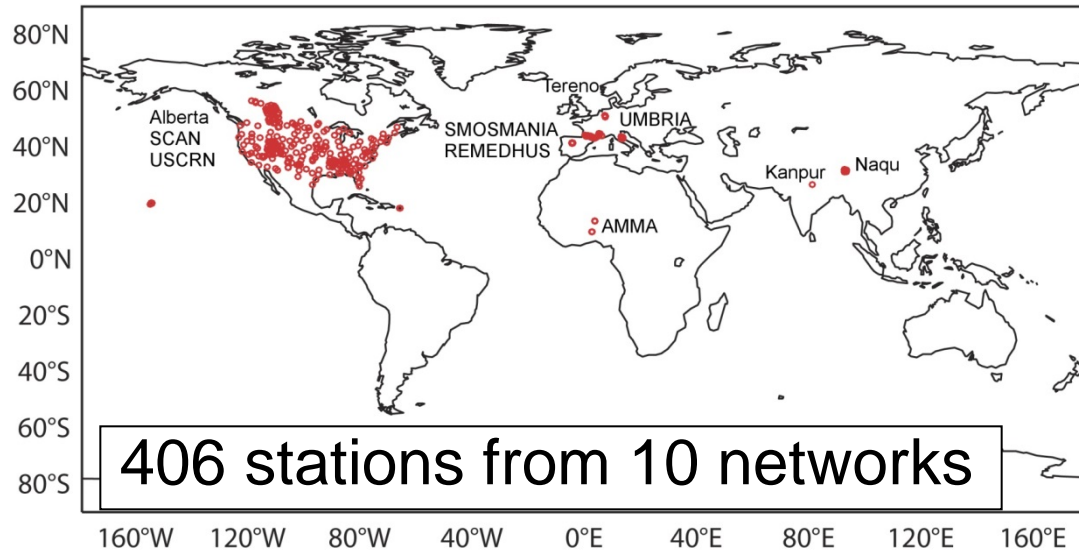 80°N
60°N
40°N
20°N
0°N
20°S
40°S
60°S
80°S
Alberta
SCAN
USCRN
Tereno
UMBRIA
SMOSMANIA
REMEDHUS
Kanpur
Naqu
AMMA
406 stations from 10 networks
160°W 120°W 80°W 40°W 0°E 40°E 80°E 120°E 160°E